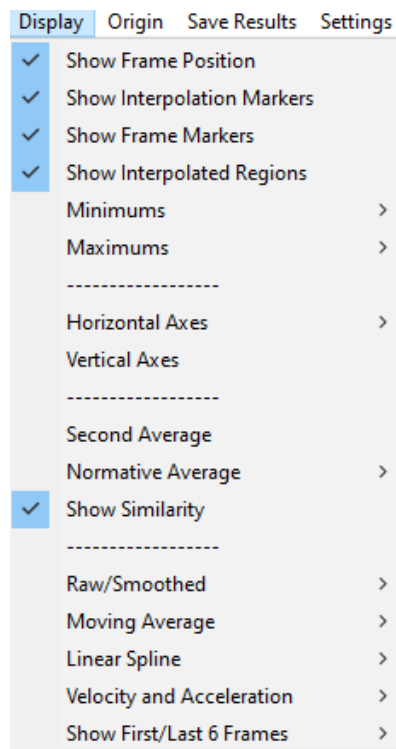 Display Origin Save Results Settings
Show Frame Position
Show Interpolation Markers
Show Frame Markers
Show Interpolated Regions
Minimums
Maximums
------------------
Horizontal Axes
Vertical Axes
------------------
Second Average
Normative Average
Show Similarity
------------------
Raw/Smoothed
Moving Average
Linear Spline
Velocity and Acceleration
Show First/Last 6 Frames